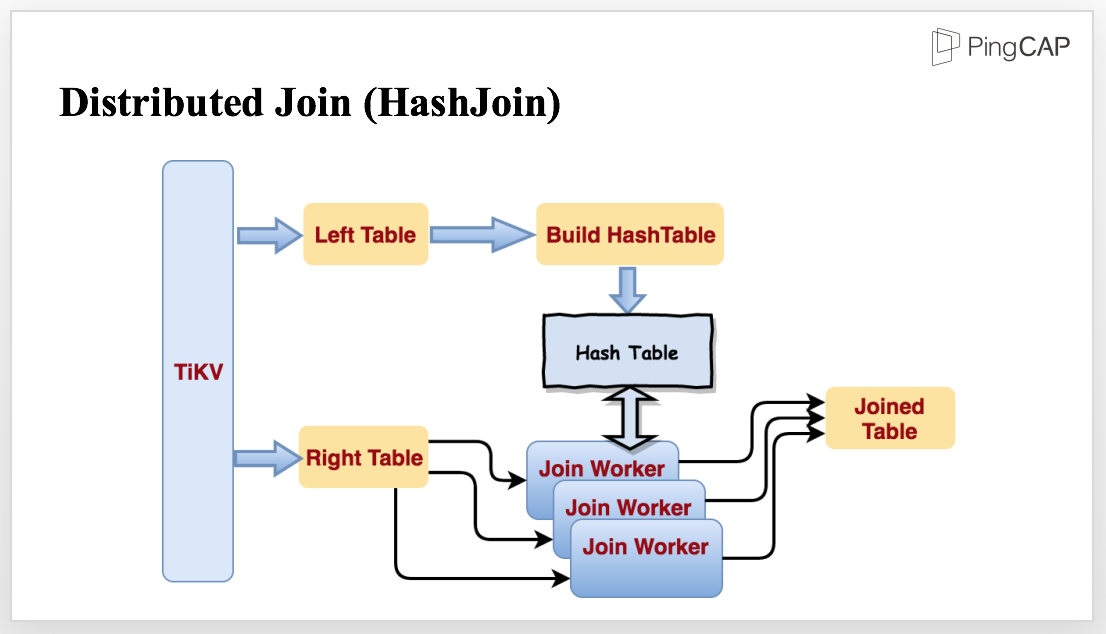 PingCAP
Distributed Join (HashJoin)
Left Table
Build HashTable
Hash Table
TiKV
Right Table
Join Worker
Join Worker
Join Worker
Joined
Table